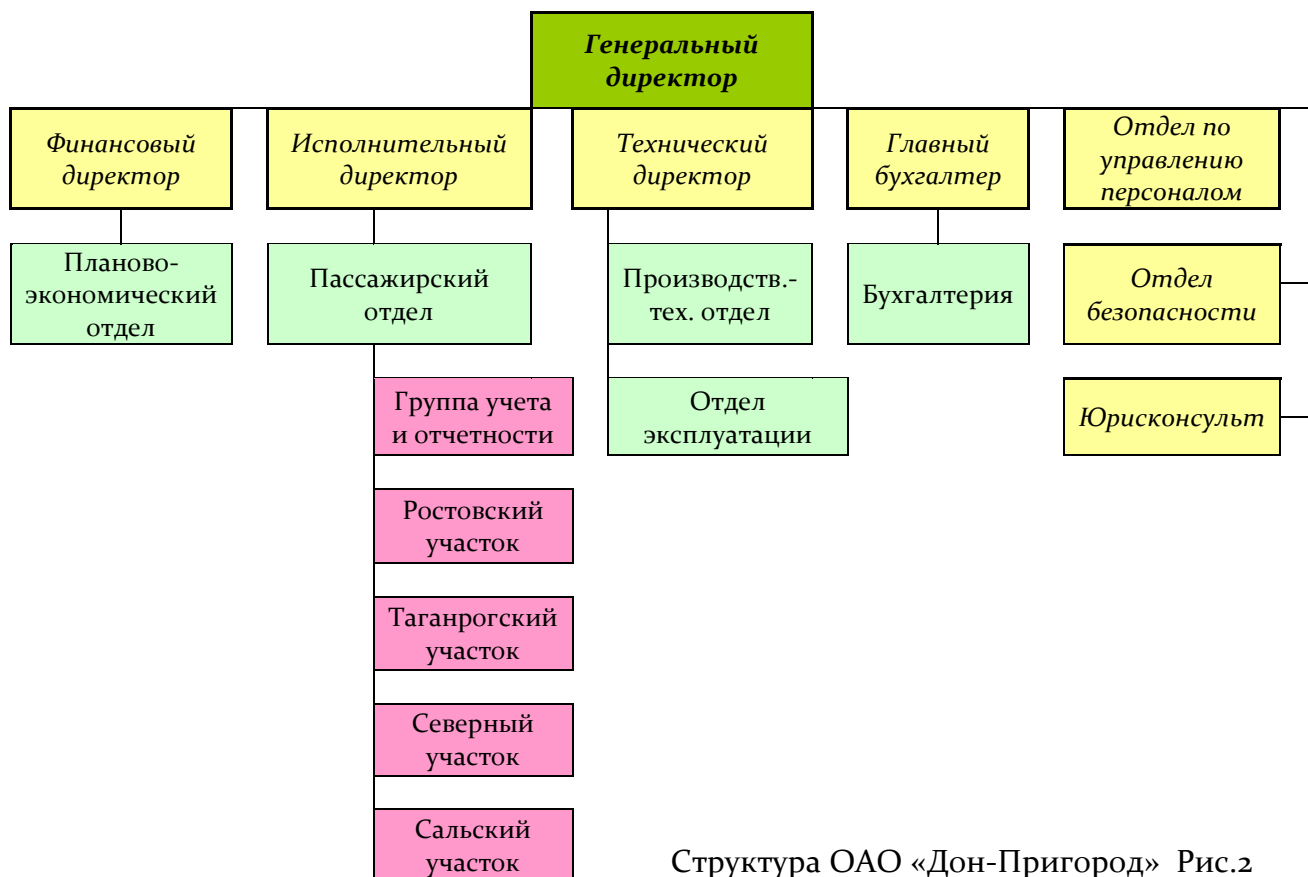 Генеральный
директор
Финансовый
директор
Исполнительный
директор
Технический
директор
Главный
бухгалтер
Отдел по
управлению
персоналом
Планово-
экономический
отдел
Пассажирский
отдел
Производств.-
тех. отдел
Бухгалтерия
Отдел
безопасности
Группа учета
и отчетности
Отдел
эксплуатации
Юрисконсульт
Ростовский
участок
Таганрогский
участок
Северный
участок
Сальский
участок
Структура ОАО «Дон-Пригород» Рис.2